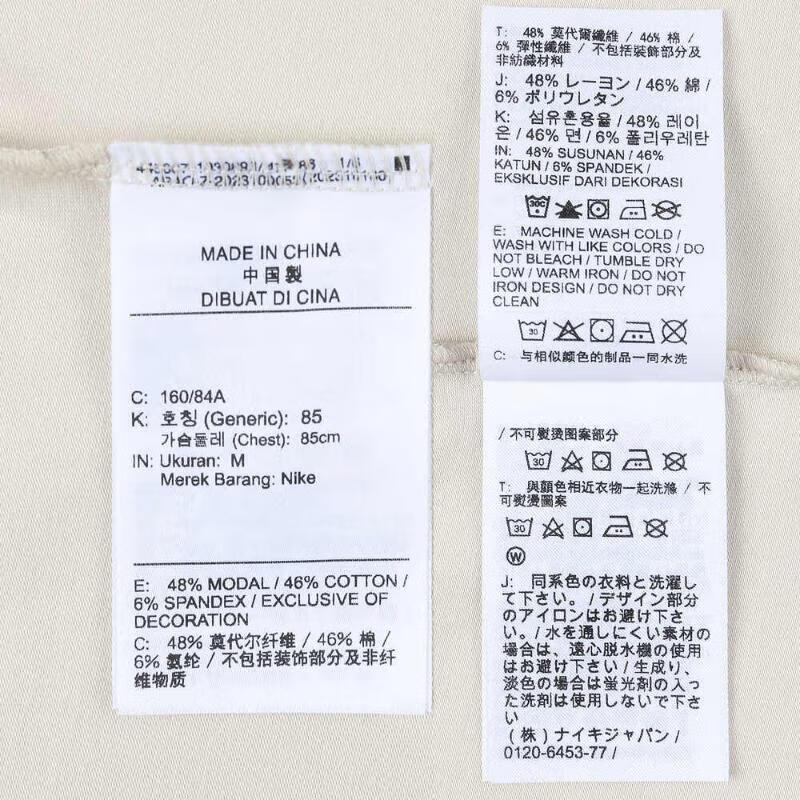 MADE IN CHINA
中国製
DIBUAT DI CINA
C: 160/84A
K: 호칭 (Generic): 85
가슴둘레 (Chest): 85cm
IN: Ukuran: M
Merek Barang: Nike
E: 48% MODAL / 46% COTTON /
6% SPANDEX / EXCLUSIVE OF
DECORATION
C: 48% 莫代尔纤维 / 46% 棉 /
6% 氨纶 / 不包括装饰部分及非纤
维物质
T: 48% 莫代爾纖維 / 46% 棉 /
6% 彈性纖維 / 不包括裝飾部分及
非紡織材料
J: 48% レーヨン / 46% 綿 /
6% ポリウレタン
K: 섬유혼용율 / 48% 레이
온 / 46% 면 / 6% 폴리우레탄
IN: 48% SUSUNAN / 46%
KATUN / 6% SPANDEK /
EKSKLUSIF DARI DEKORASI
30C
E: MACHINE WASH COLD /
WASH WITH LIKE COLORS / DO
NOT BLEACH / TUMBLE DRY
LOW / WARM IRON / DO NOT
IRON DESIGN / DO NOT DRY
CLEAN
30
C: 与相似颜色的制品一同水洗
/ 不可熨烫图案部分
30
T: 與顏色相近衣物一起洗滌 / 不
可熨燙圖案
30
W
J: 同系色の衣料と洗濯し
て下さい。/ デザイン部分
のアイロンはお避け下さ
い。/ 水を通しにくい素材の
場合は、遠心脱水機の使用
はお避け下さい / 生成り、
淡色の場合は蛍光剤の入っ
た洗剤は使用しないで下さ
い
(株) ナイキジャパン /
0120-6453-77 /